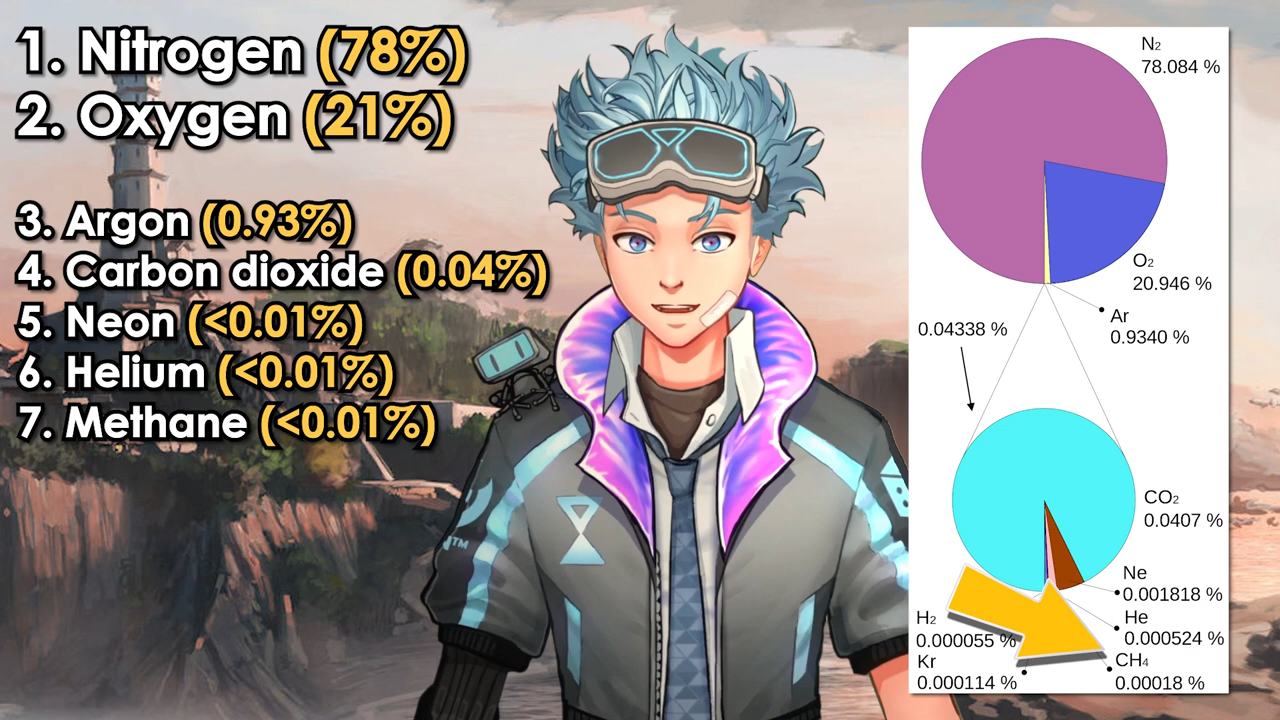 1. Nitrogen (78%)
2. Oxygen (21%)
3. Argon (0.93%)
4. Carbon dioxide (0.04%)
5. Neon (<0.01%)
6. Helium (<0.01%)
7. Methane (<0.01%)
TM
N₂
78.084 %
O₂
20.946 %
Ar
0.9340 %
0.04338 %
CO₂
0.0407 %
Ne
0.001818 %
He
0.000524 %
CH₄
0.00018 %
H₂
0.000055 %
Kr
0.000114 %